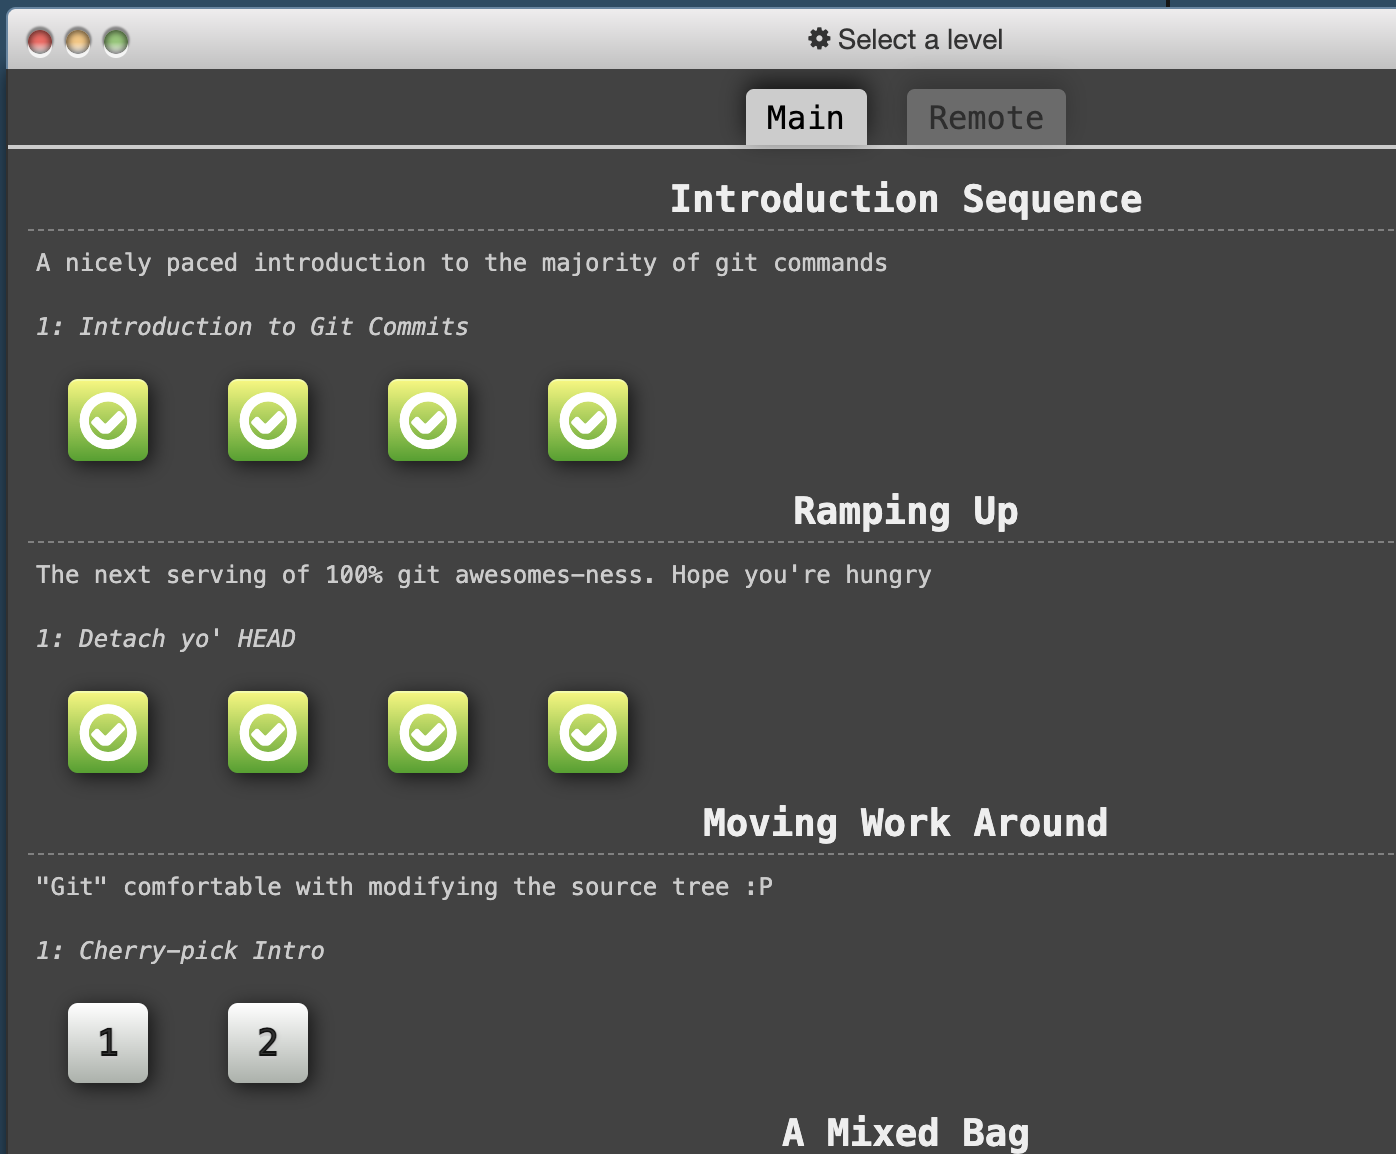 Select a level
Main Remote
Introduction Sequence
A nicely paced introduction to the majority of git commands
1: Introduction to Git Commits
Ramping Up
The next serving of 100% git awesomes-ness. Hope you're hungry
1: Detach yo' HEAD
Moving Work Around
"Git" comfortable with modifying the source tree :P
1: Cherry-pick Intro
1 2
A Mixed Bag